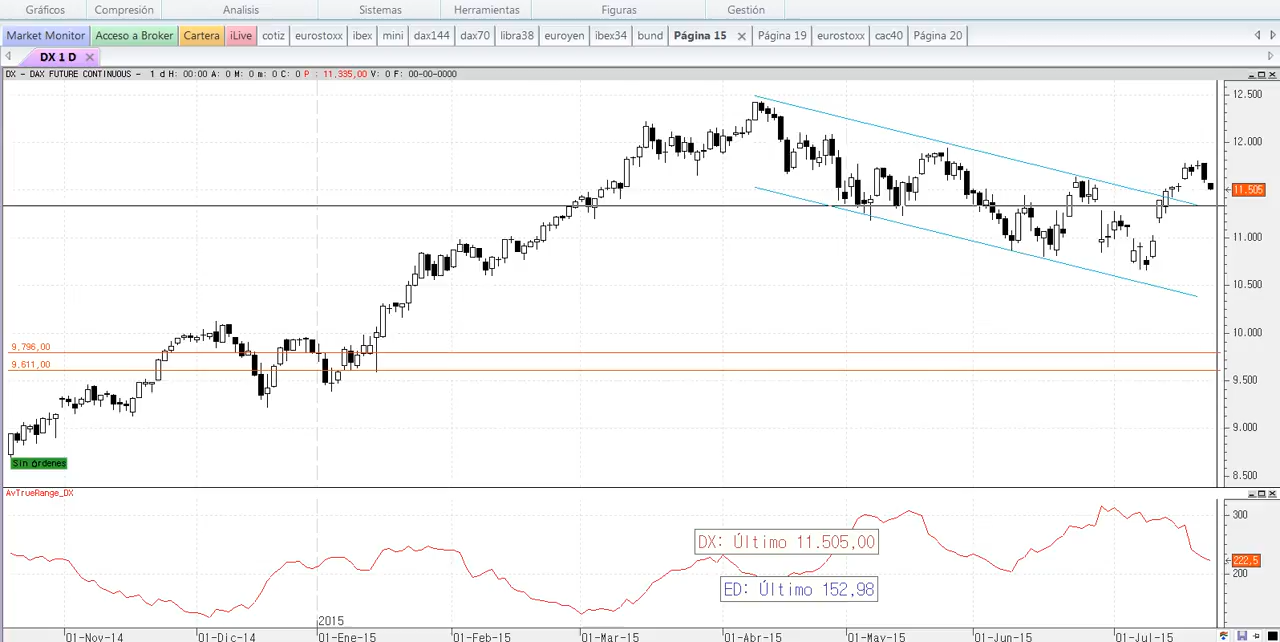 Gráficos Compresión Analisis Sistemas Herramientas Figuras Gestión
Market Monitor Acceso a Broker Cartera iLive cotiz eurostoxx ibex mini dax144 dax70 libra38 euroyen ibex34 bund Página 15 Página 19 eurostoxx cac40 Página 20
DX 1 D
DX - DAX FUTURE CONTINUOUS - 1 d H: 00:00 A: 0 M: 0 m: 0 C: 0 P : 11,335,00 V: 0 F: 00-00-0000
12.500
12.000
11.505
11.000
10.500
10.000
9.796,00
9.611,00
9.500
9.000
8.500
Sin órdenes
AvTrueRange_DX
300
DX: Último 11.505,00
222,5
200
ED: Último 152,98
2015
01-Nov-14 01-Dic-14 01-Ene-15 01-Feb-15 01-Mar-15 01-Abr-15 01-May-15 01-Jun-15 01-Jul-15